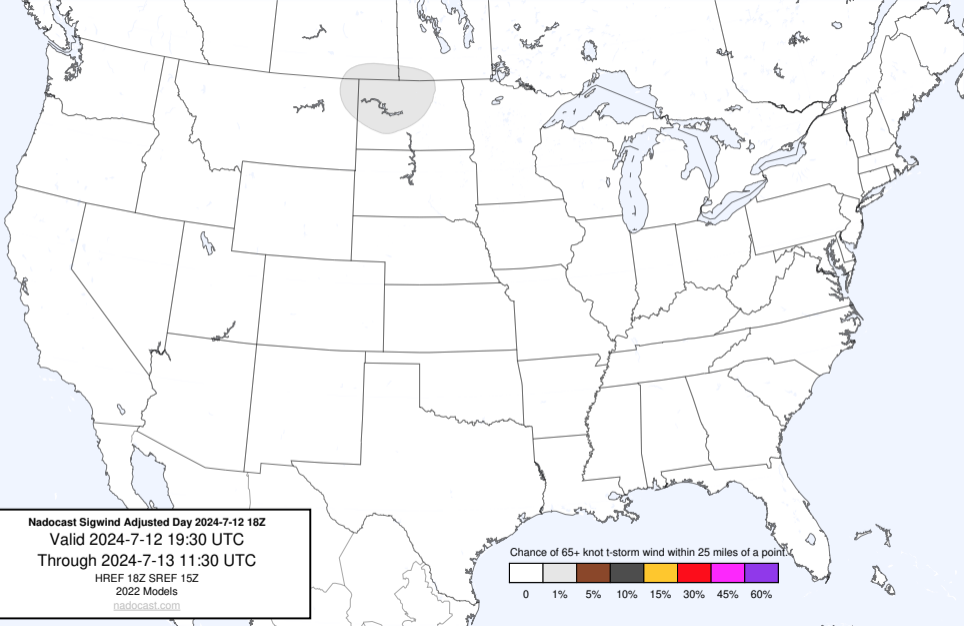 Nadocast Sigwind Adjusted Day 2024-7-12 18Z
Valid 2024-7-12 19:30 UTC
Through 2024-7-13 11:30 UTC
HREF 18Z SREF 15Z
2022 Models
nadocast.com
Chance of 65+ knot t-storm wind within 25 miles of a point.
0 1% 5% 10% 15% 30% 45% 60%